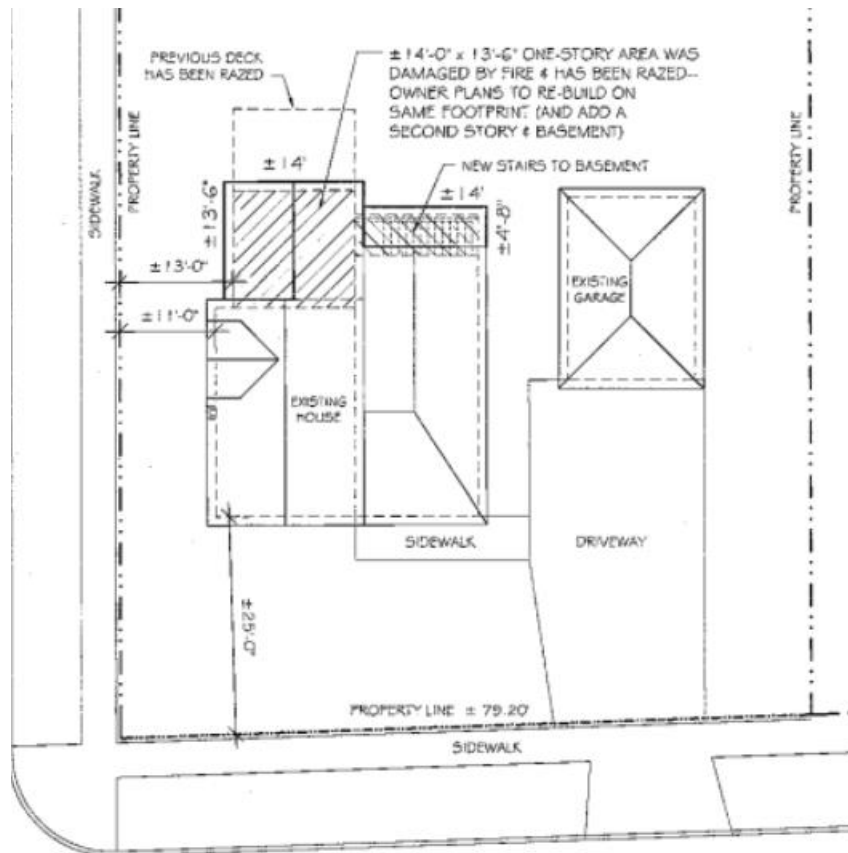 PREVIOUS DECK
HAS BEEN RAZED
±14'-0" x 13'-6" ONE-STORY AREA WAS
DAMAGED BY FIRE & HAS BEEN RAZED--
OWNER PLANS TO RE-BUILD ON
SAME FOOTPRINT (AND ADD A
SECOND STORY & BASEMENT)
NEW STAIRS TO BASEMENT
SIDEWALK
PROPERTY LINE
PROPERTY LINE
±14'
±14'
±13'-6"
±4'-8"
±13'-0"
±11'-0"
EXISTING
GARAGE
EXISTING
HOUSE
SIDEWALK
DRIVEWAY
±25'-0"
PROPERTY LINE ± 79.20'
SIDEWALK